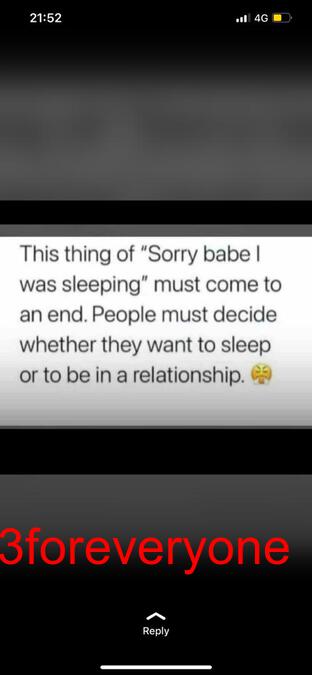 21:52
4G
This thing of “Sorry babe I
was sleeping” must come to
an end. People must decide
whether they want to sleep
or to be in a relationship. 😤
3foreveryone
Reply